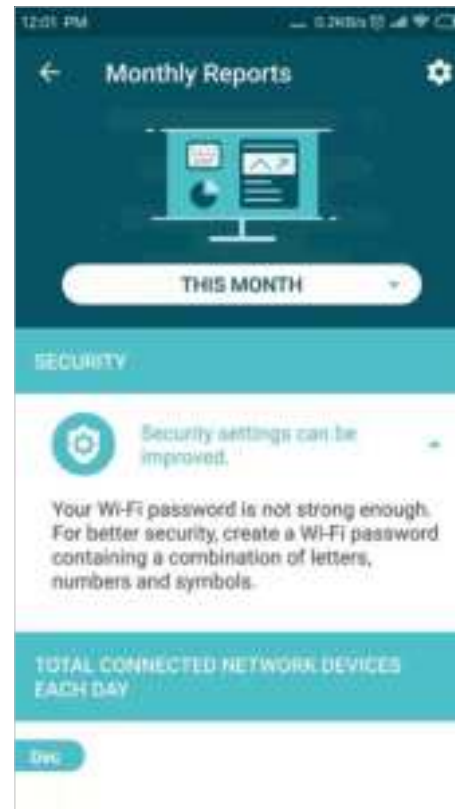 12:01 PM
Monthly Reports
THIS MONTH
SECURITY
Security settings can be
improved.
Your Wi-Fi password is not strong enough.
For better security, create a Wi-Fi password
containing a combination of letters,
numbers and symbols.
TOTAL CONNECTED NETWORK DEVICES
EACH DAY